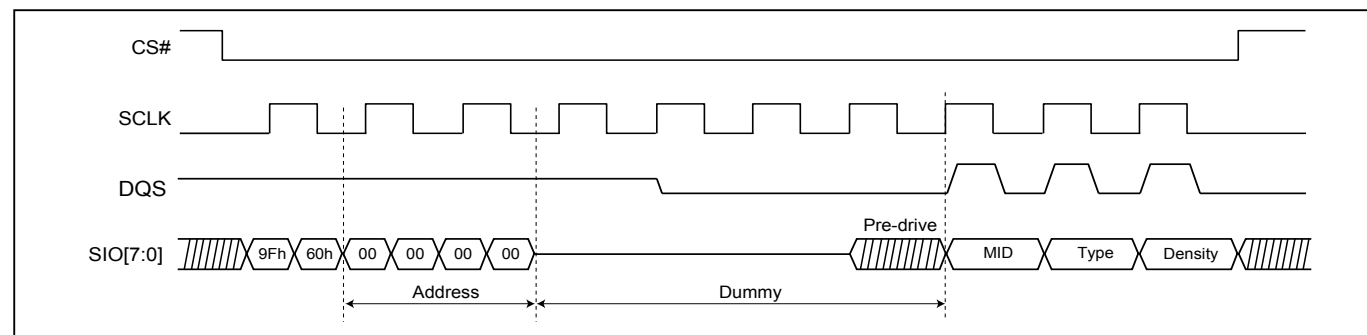 CS#
SCLK
DQS
Pre-drive
SIO[7:0] 9Fh 60h 00 00 00 00 MID Type Density
Address Dummy